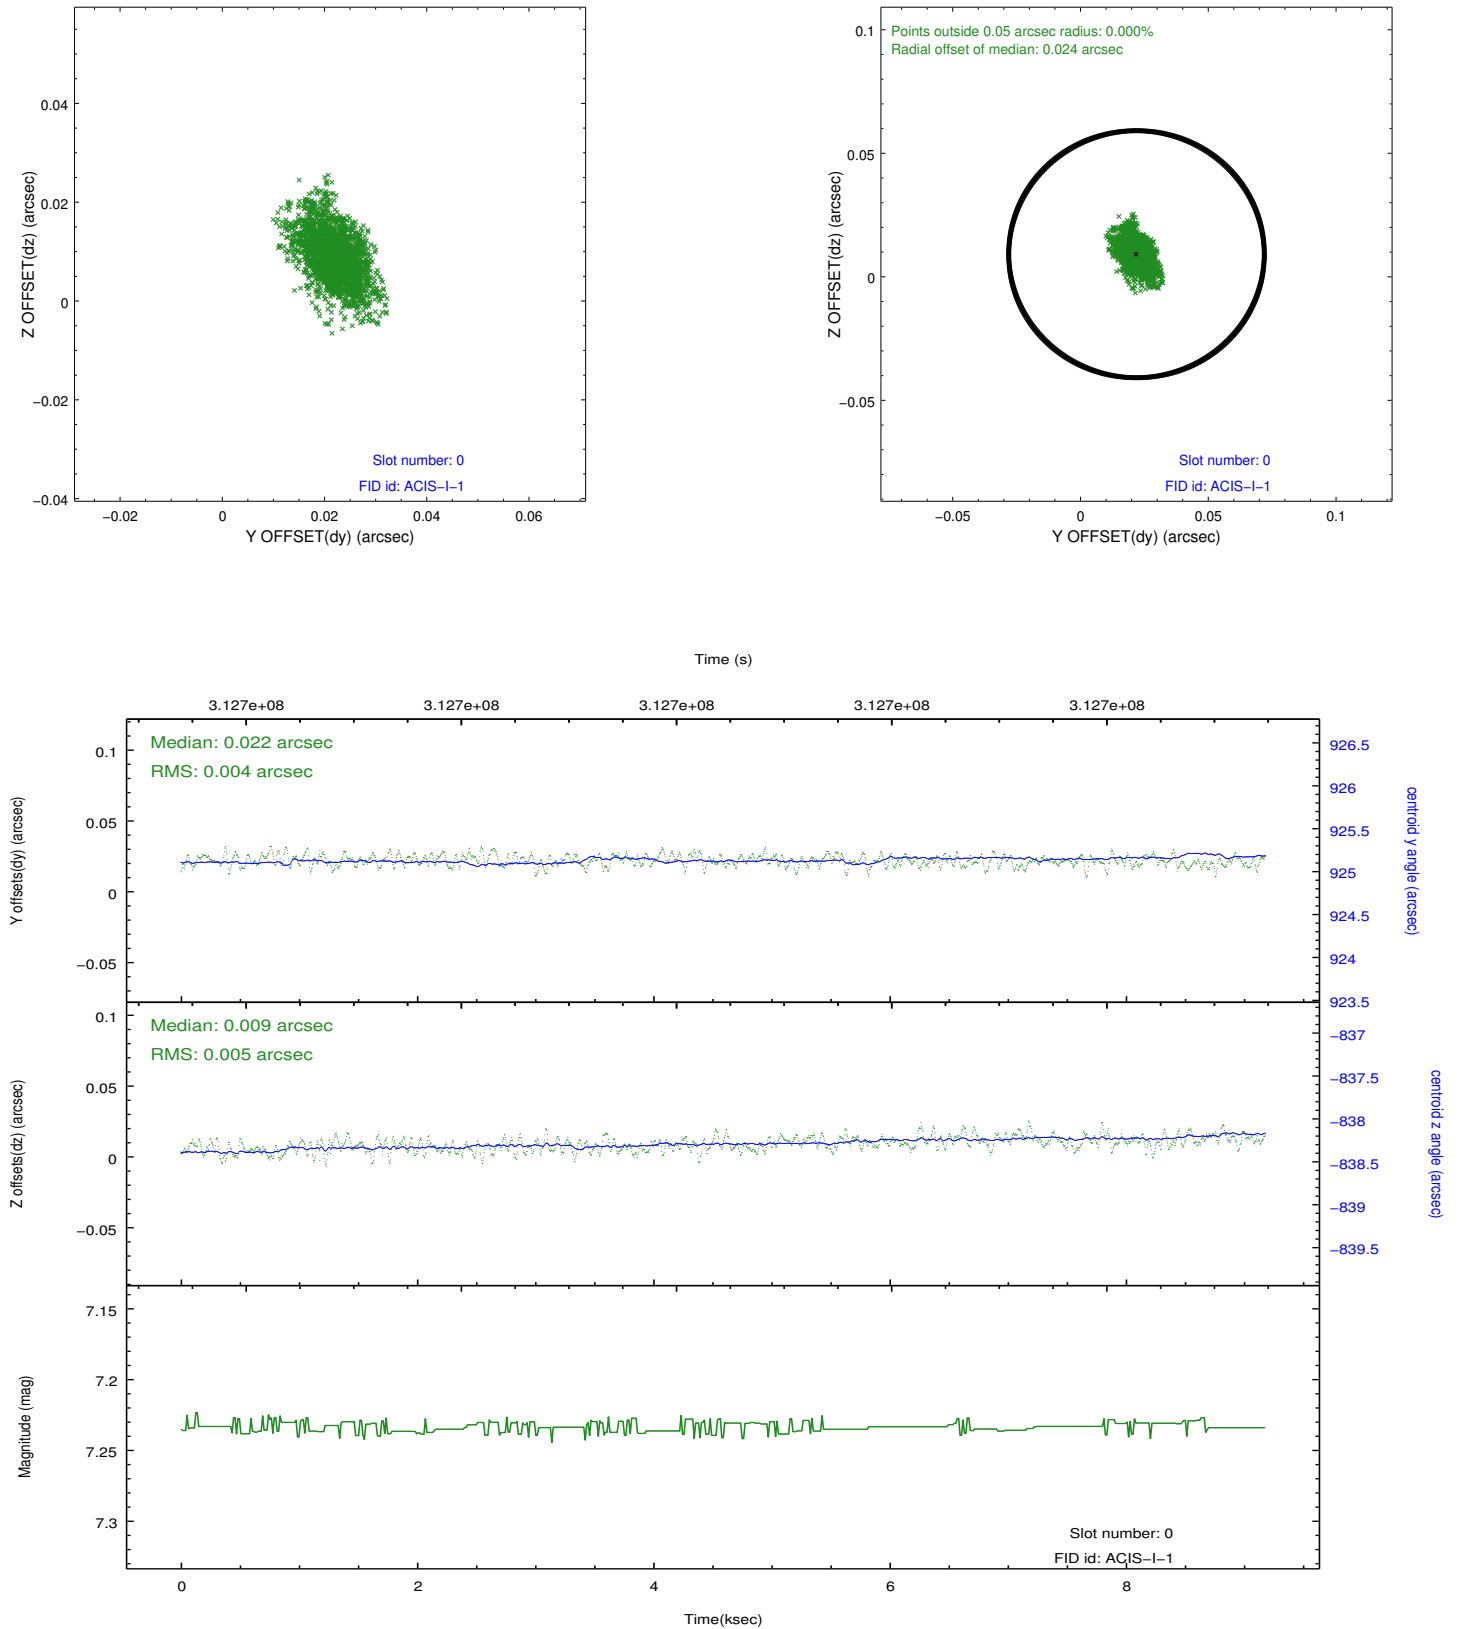 0.04
0.02
0
−0.02
−0.04
Z OFFSET(dz) (arcsec)
Slot number: 0
FID id: ACIS−I−1
−0.02 0 0.02 0.04 0.06
Y OFFSET(dy) (arcsec)
Points outside 0.05 arcsec radius: 0.000%
Radial offset of median: 0.024 arcsec
0.1
0.05
0
−0.05
Z OFFSET(dz) (arcsec)
Slot number: 0
FID id: ACIS−I−1
−0.05 0 0.05 0.1
Y OFFSET(dy) (arcsec)
Time (s)
3.127e+08 3.127e+08 3.127e+08 3.127e+08 3.127e+08
Median: 0.022 arcsec
RMS: 0.004 arcsec
0.1
0.05
0
−0.05
Y offsets(dy) (arcsec)
926.5
926
925.5
925
924.5
924
923.5
centroid y angle (arcsec)
Median: 0.009 arcsec
RMS: 0.005 arcsec
0.1
0.05
0
−0.05
Z offsets(dz) (arcsec)
−837
−837.5
−838
−838.5
−839
−839.5
centroid z angle (arcsec)
7.15
7.2
7.25
7.3
Magnitude (mag)
Slot number: 0
FID id: ACIS−I−1
0 2 4 6 8
Time(ksec)